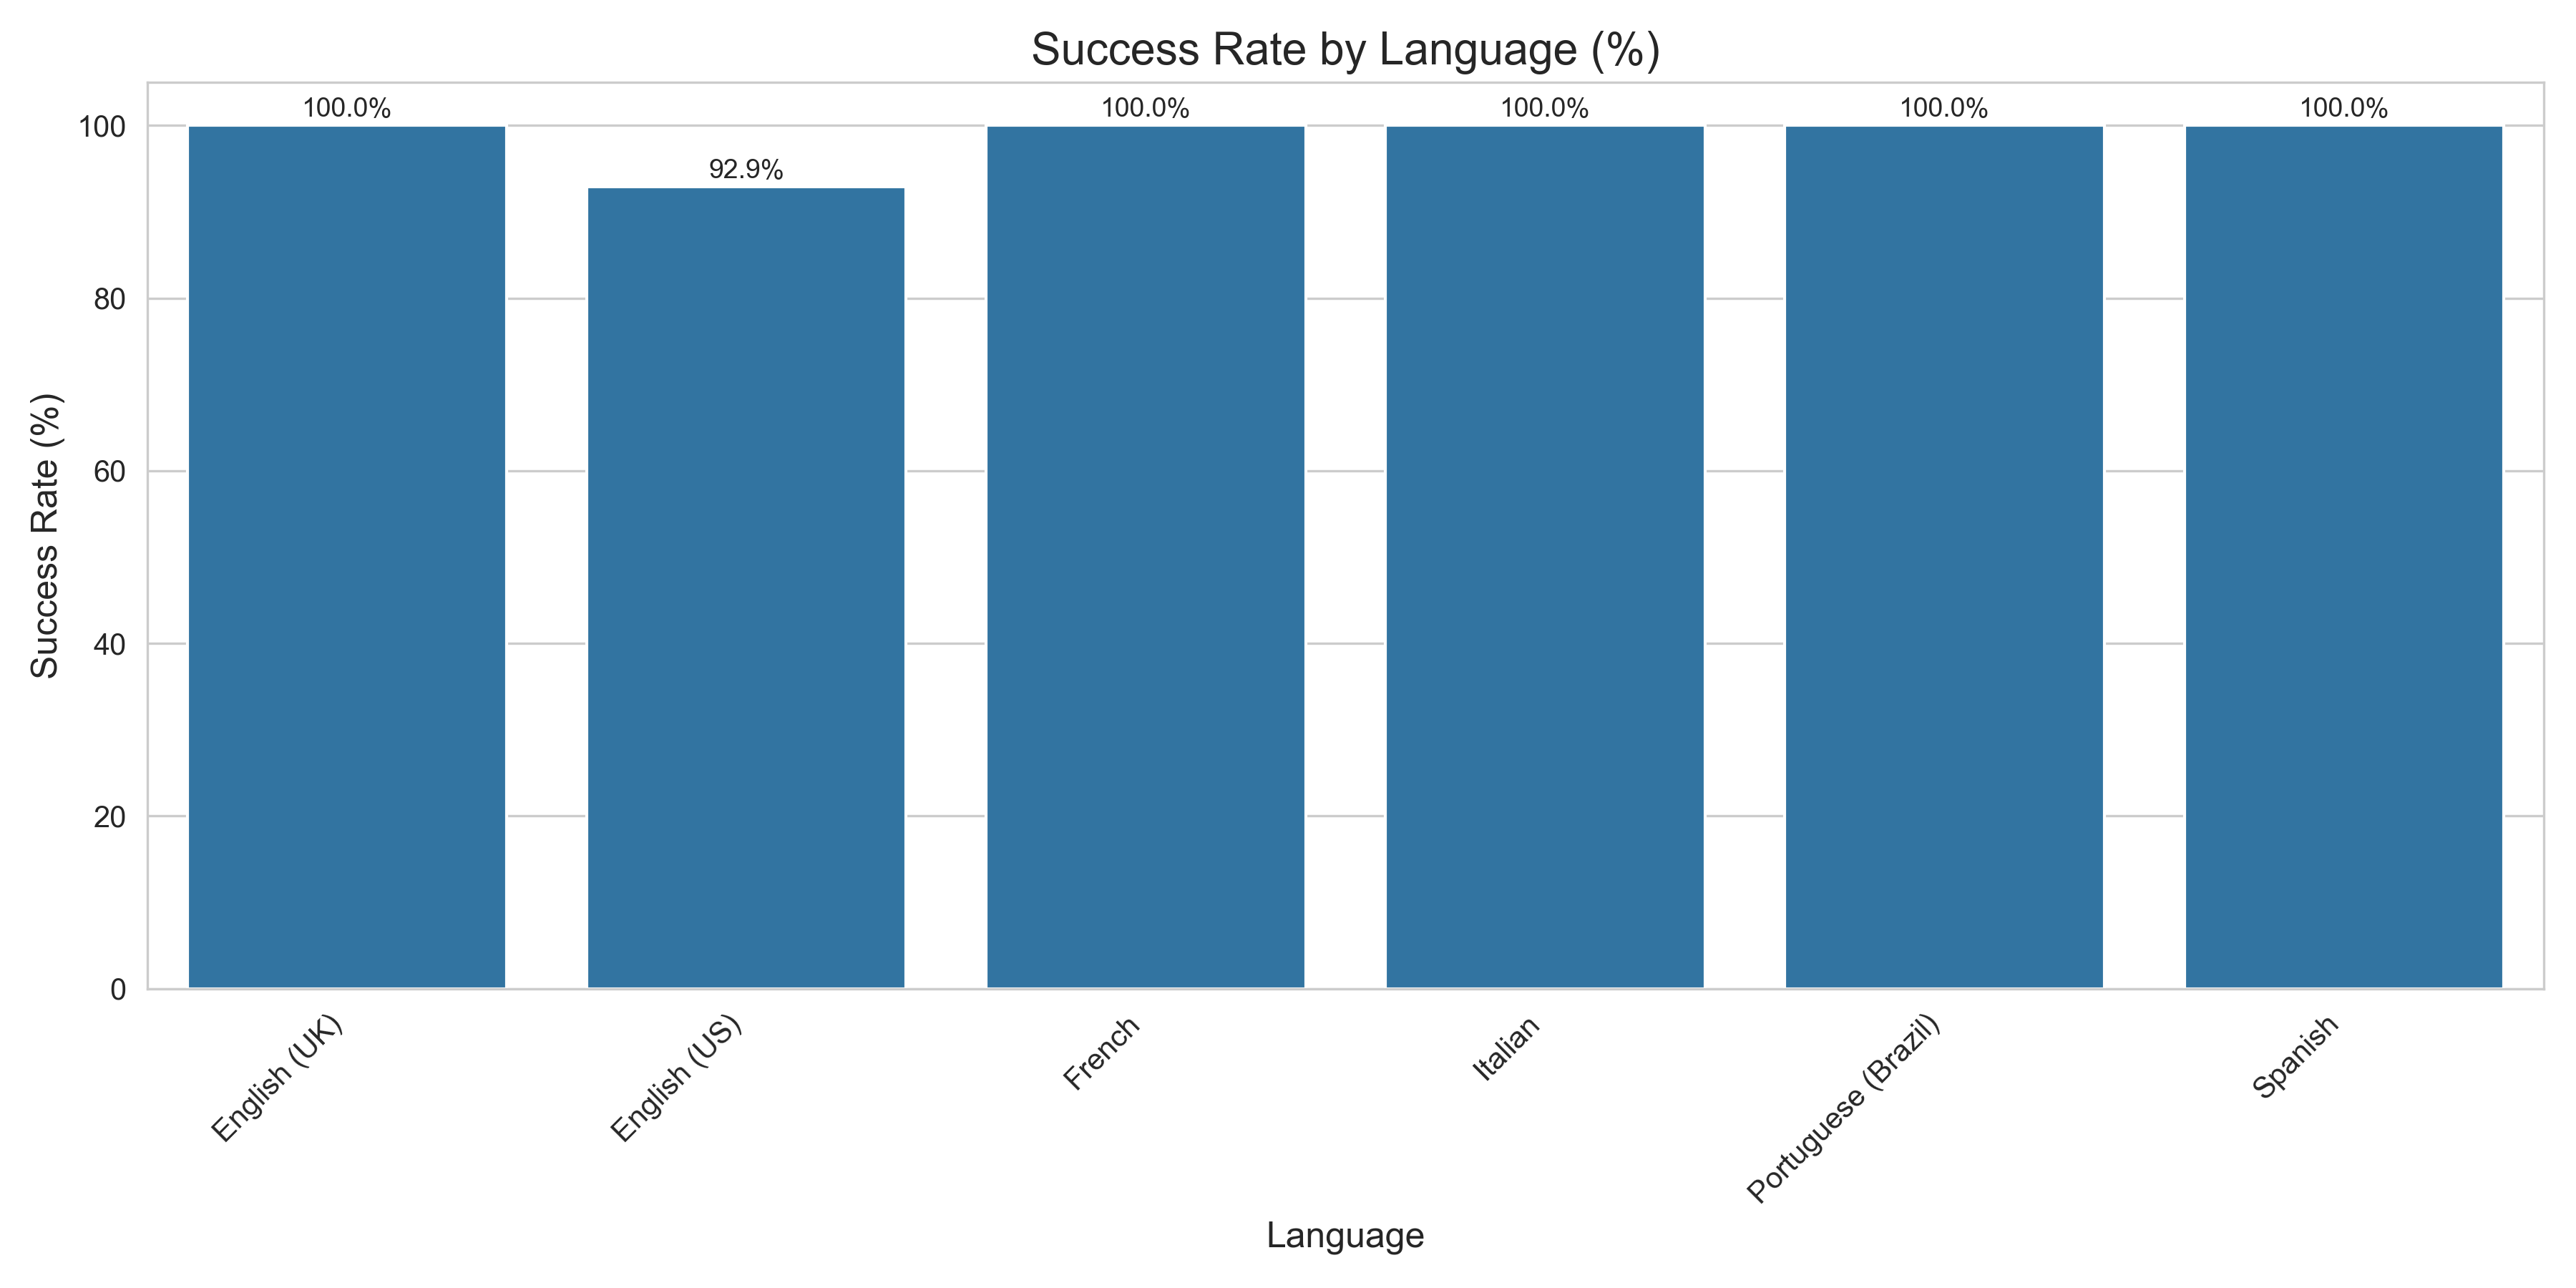 Success Rate by Language (%)
100.0%
92.9%
100.0%
100.0%
100.0%
100.0%
Success Rate (%)
100
80
60
40
20
0
English (UK)
English (US)
French
Italian
Portuguese (Brazil)
Spanish
Language